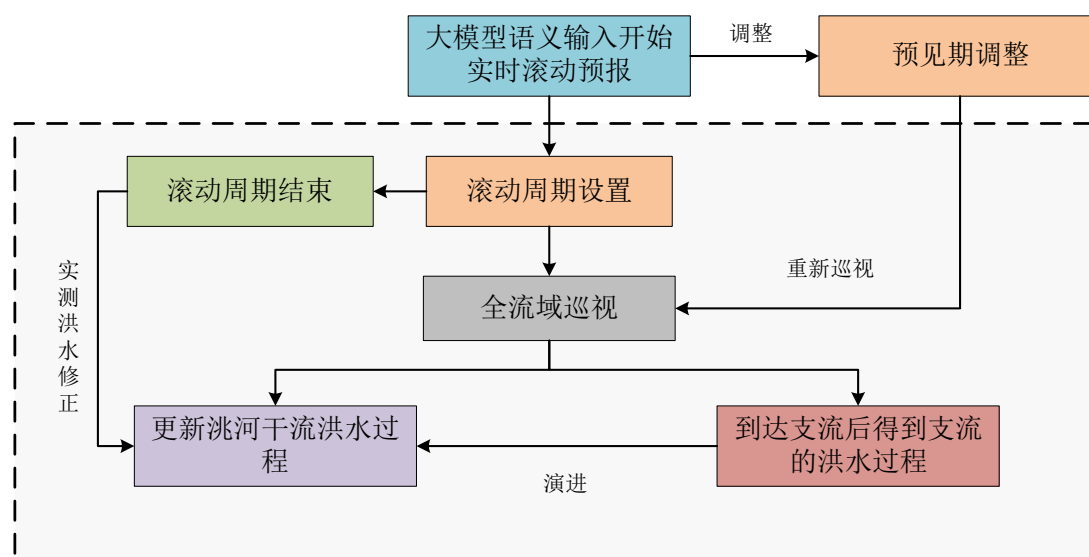 大模型语义输入开始
实时滚动预报
调整
预见期调整
滚动周期结束
滚动周期设置
实测洪水修正
重新巡视
全流域巡视
更新洮河干流洪水过
程
到达支流后得到支流
的洪水过程
演进